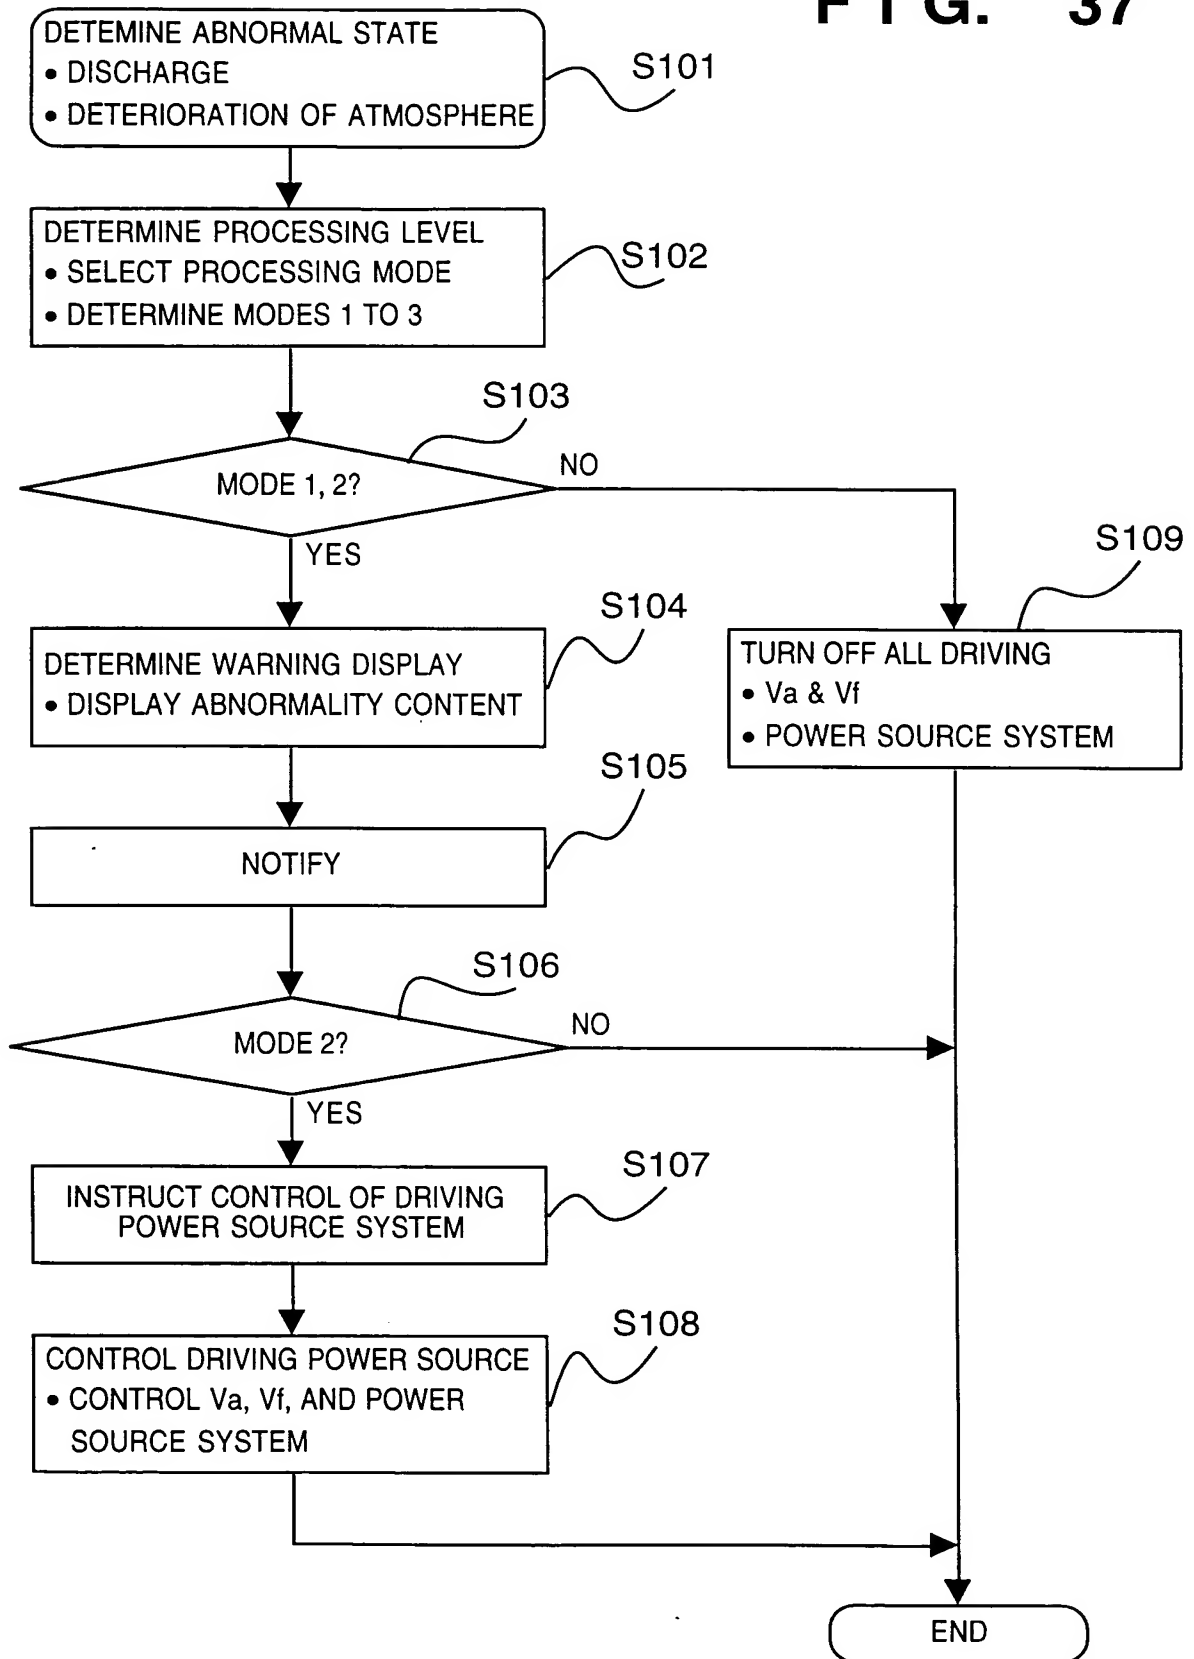 FIG. 37
DETEMINE ABNORMAL STATE
• DISCHARGE
• DETERIORATION OF ATMOSPHERE
S101
DETERMINE PROCESSING LEVEL
• SELECT PROCESSING MODE
• DETERMINE MODES 1 TO 3
S102
S103
MODE 1, 2?
NO
YES
S109
TURN OFF ALL DRIVING
• Va & Vf
• POWER SOURCE SYSTEM
S104
DETERMINE WARNING DISPLAY
• DISPLAY ABNORMALITY CONTENT
S105
NOTIFY
S106
MODE 2?
NO
YES
S107
INSTRUCT CONTROL OF DRIVING
POWER SOURCE SYSTEM
S108
CONTROL DRIVING POWER SOURCE
• CONTROL Va, Vf, AND POWER
SOURCE SYSTEM
END